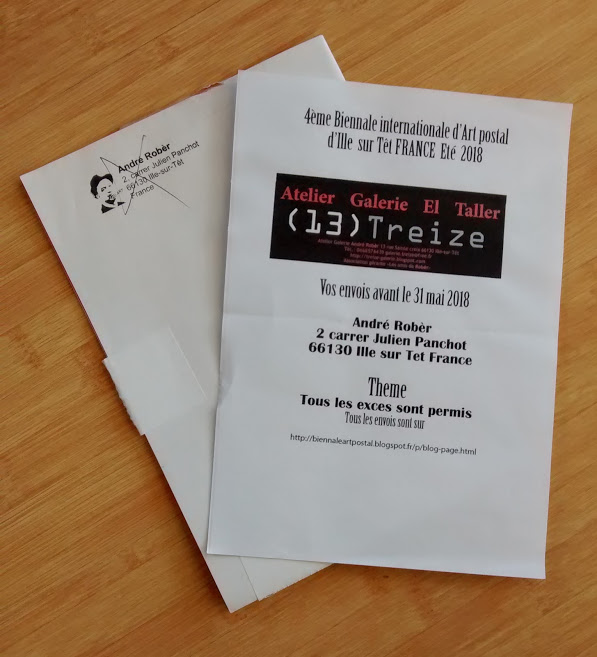 André Robèr
2, carrer Julien Panchot
66130 Ille-sur-Têt
France
4ème Biennale internationale d'Art postal
d'Ille sur Têt FRANCE Eté 2018
Atelier Galerie El Taller
(13)Treize
Vos envois avant le 31 mai 2018
André Robèr
2 carrer Julien Panchot
66130 Ille sur Tet France
Theme
Tous les exces sont permis
Tous les envois sont sur
http://biennaleartpostal.blogspot.fr/p/blog-page.html